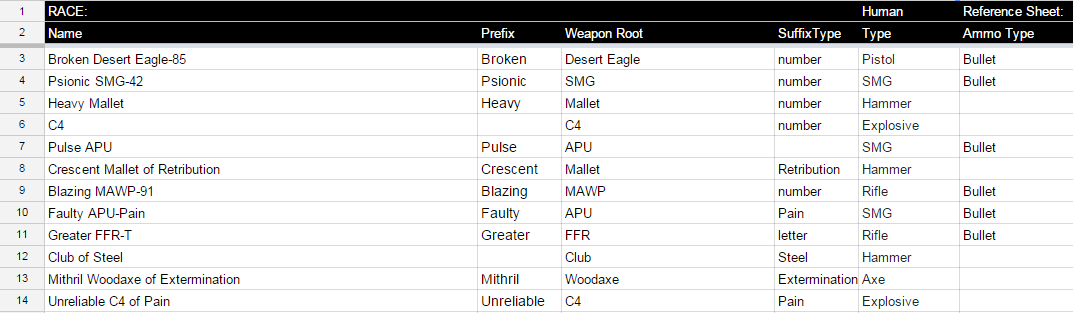 1 RACE: Human Reference Sheet:
2 Name Prefix Weapon Root SuffixType Type Ammo Type
3 Broken Desert Eagle-85 Broken Desert Eagle number Pistol Bullet
4 Psionic SMG-42 Psionic SMG number SMG Bullet
5 Heavy Mallet Heavy Mallet number Hammer
6 C4 C4 number Explosive
7 Pulse APU Pulse APU SMG Bullet
8 Crescent Mallet of Retribution Crescent Mallet Retribution Hammer
9 Blazing MAWP-91 Blazing MAWP number Rifle Bullet
10 Faulty APU-Pain Faulty APU Pain SMG Bullet
11 Greater FFR-T Greater FFR letter Rifle Bullet
12 Club of Steel Club Steel Hammer
13 Mithril Woodaxe of Extermination Mithril Woodaxe Extermination Axe
14 Unreliable C4 of Pain Unreliable C4 Pain Explosive